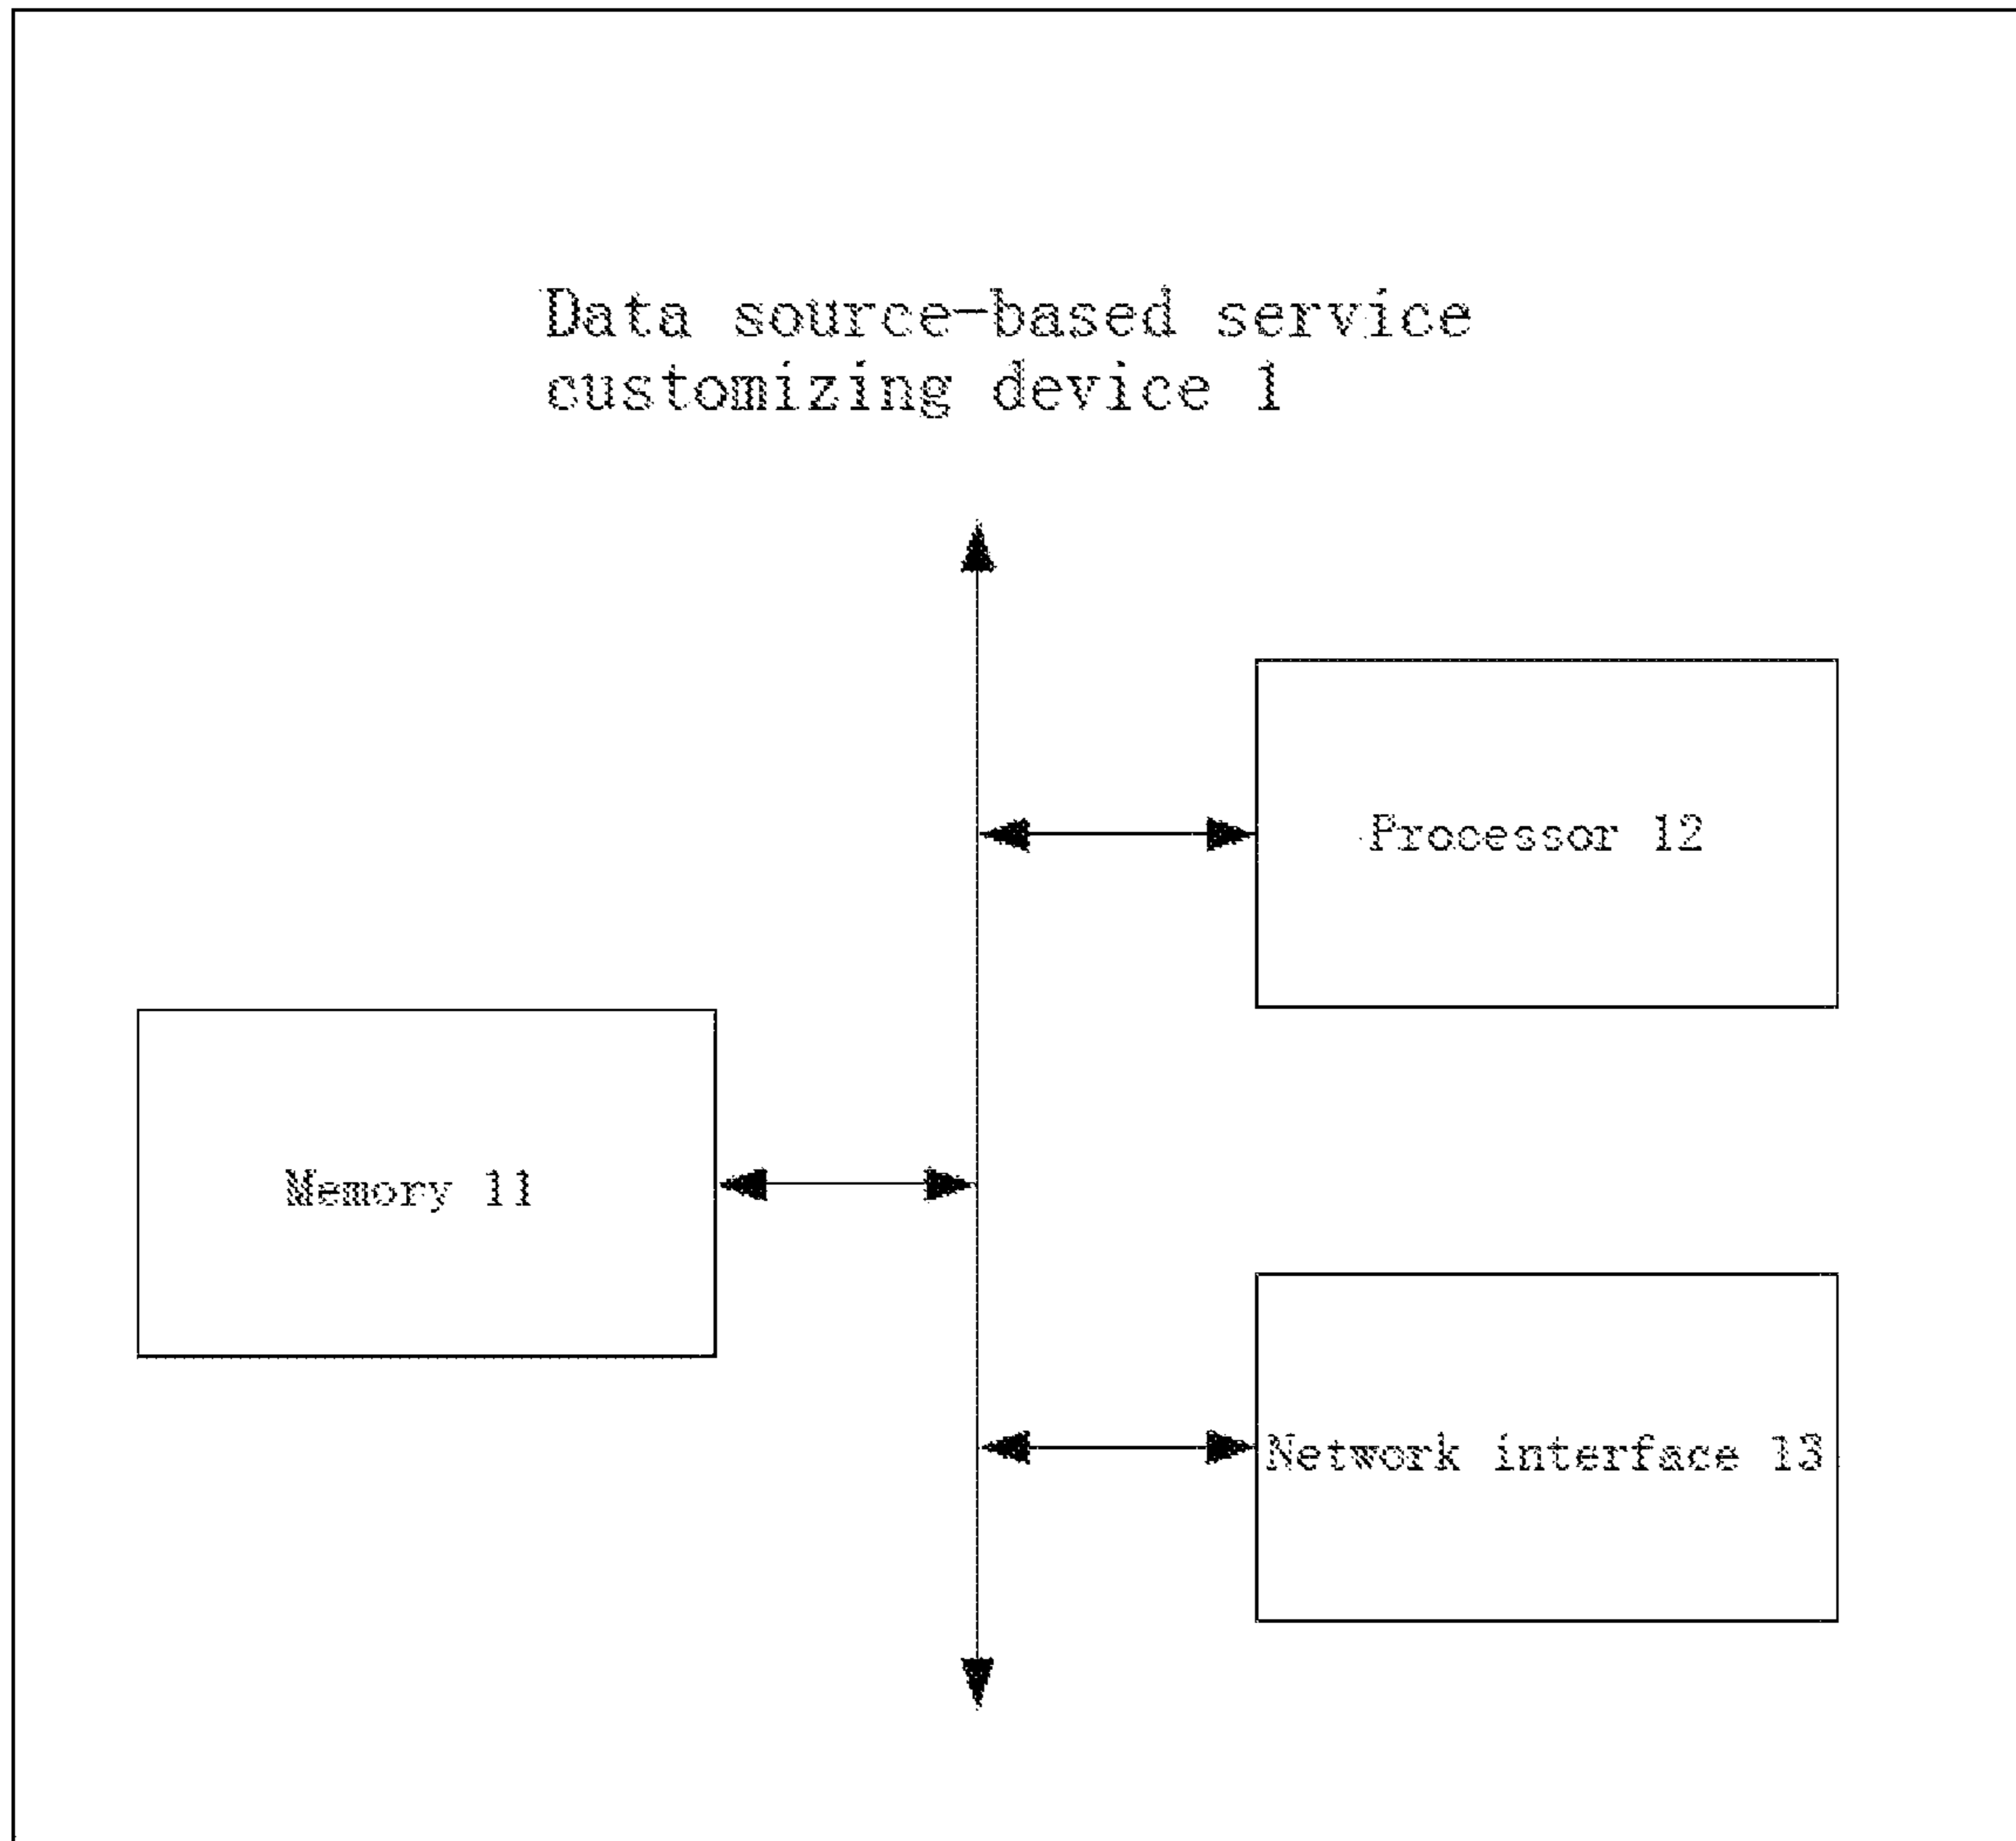 Data source-based service
customizing device 1
Processor 12
Memory 11
Network interface 13